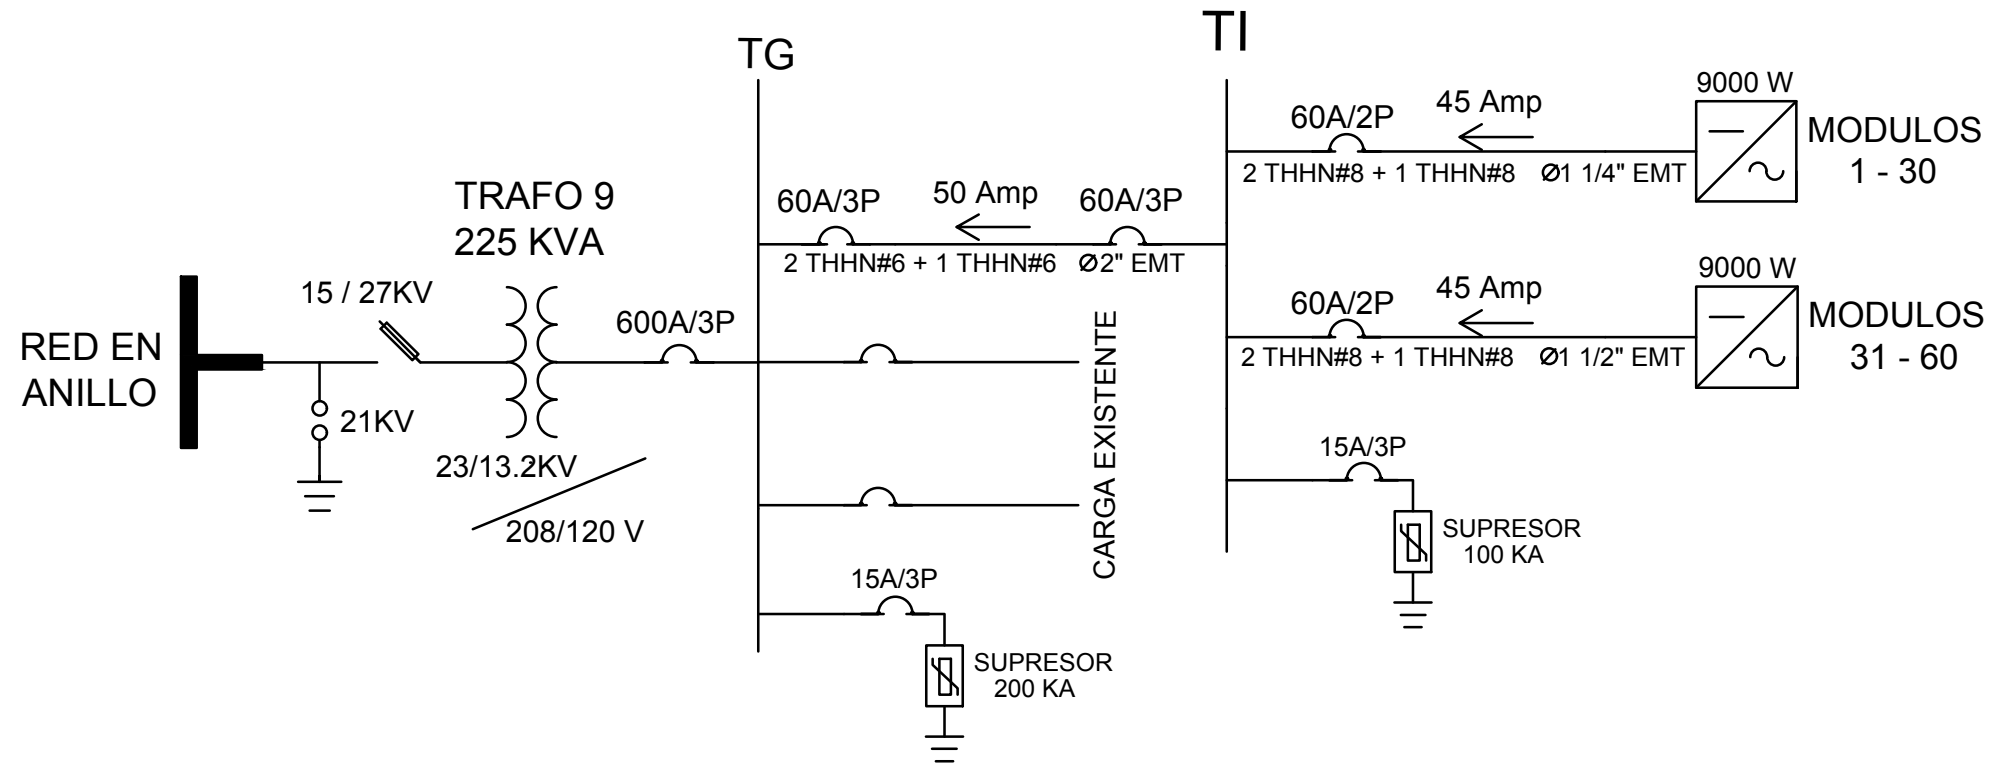 TG
TI
9000 W
60A/2P
45 Amp
MODULOS
1 - 30
2 THHN#8 + 1 THHN#8 Ø1 1/4" EMT
TRAFO 9
225 KVA
60A/3P
50 Amp
60A/3P
2 THHN#6 + 1 THHN#6 Ø2" EMT
RED EN
ANILLO
15 / 27KV
21KV
23/13.2KV
208/120 V
600A/3P
CARGA EXISTENTE
9000 W
60A/2P
45 Amp
MODULOS
31 - 60
2 THHN#8 + 1 THHN#8 Ø1 1/2" EMT
15A/3P
SUPRESOR
100 KA
15A/3P
SUPRESOR
200 KA